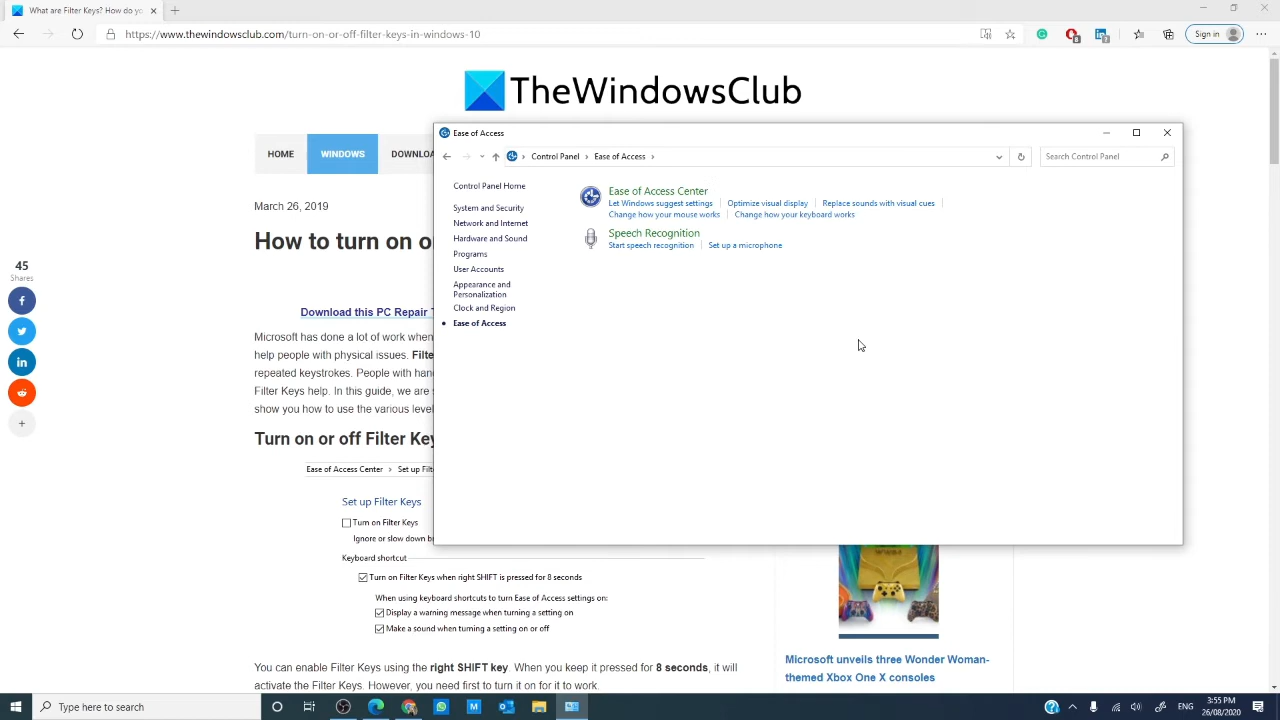 What are Filter Keys? How do yo
https://www.thewindowsclub.com/turn-on-or-off-filter-keys-in-windows-10
Sign in
TheWindowsClub
HOME
WINDOWS
DOWNLOA
March 26, 2019
How to turn on o
45
Shares
Download this PC Repair T
Microsoft has done a lot of work when
help people with physical issues. Filte
repeated keystrokes. People with han
Filter Keys help. In this guide, we are s
show you how to use the various level
Turn on or off Filter Key
Ease of Access Center › Set up Filt
Set up Filter Keys
Turn on Filter Keys
Ignore or slow down b
Keyboard shortcut
Turn on Filter Keys when right SHIFT is pressed for 8 seconds
When using keyboard shortcuts to turn Ease of Access settings on:
Display a warning message when turning a setting on
Make a sound when turning a setting on or off
You can enable Filter Keys using the right SHIFT key. When you keep it pressed for 8 seconds, it will
activate the Filter Keys. However, you need first to turn it on for it to work.
Ease of Access
Control Panel › Ease of Access ›
Search Control Panel
Control Panel Home
System and Security
Network and Internet
Hardware and Sound
Programs
User Accounts
Appearance and
Personalization
Clock and Region
Ease of Access
Ease of Access Center
Let Windows suggest settings
Optimize visual display
Replace sounds with visual cues
Change how your mouse works
Change how your keyboard works
Speech Recognition
Start speech recognition
Set up a microphone
Microsoft unveils three Wonder Woman-
themed Xbox One X consoles
Type here to search
ENG
3:55 PM
26/08/2020